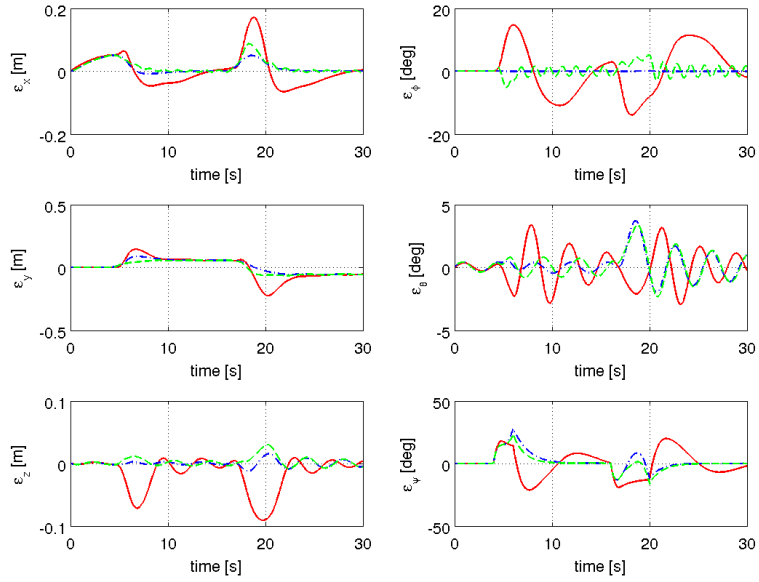 0.2
0
-0.2
ε_x [m]
0 10 20 30
time [s]
20
0
-20
ε_ϕ [deg]
0 10 20 30
time [s]
0.5
0
-0.5
ε_y [m]
0 10 20 30
time [s]
5
0
-5
ε_θ [deg]
0 10 20 30
time [s]
0.1
0
-0.1
ε_z [m]
0 10 20 30
time [s]
50
0
-50
ε_ψ [deg]
0 10 20 30
time [s]